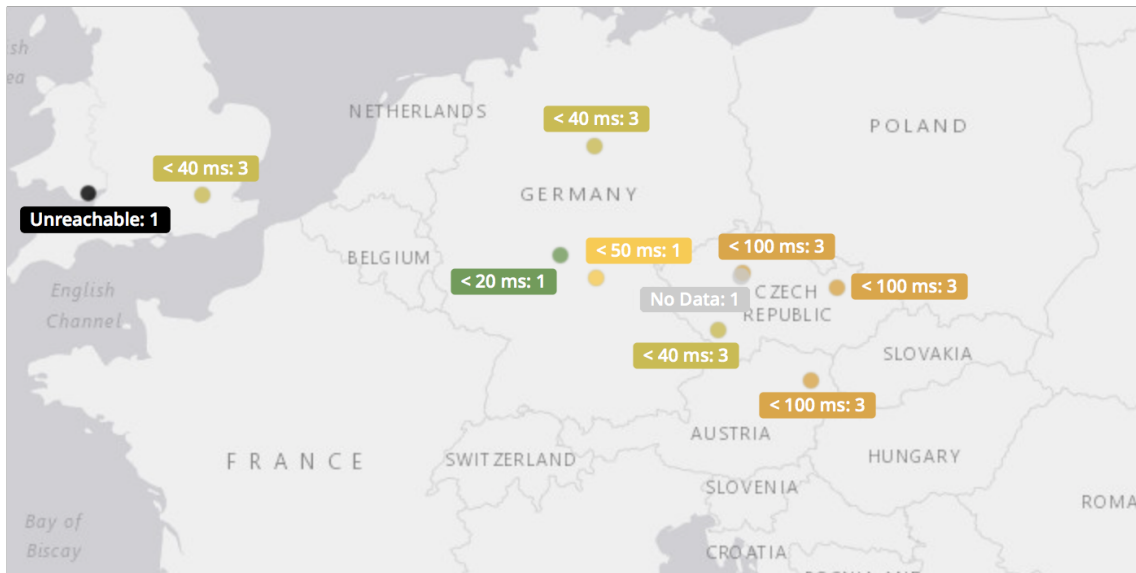 NETHERLANDS
< 40 ms: 3
POLAND
< 40 ms: 3
GERMANY
Unreachable: 1
BELGIUM
< 50 ms: 1
< 100 ms: 3
< 20 ms: 1
No Data: 1
CZECH
REPUBLIC
< 100 ms: 3
English
Channel
< 40 ms: 3
SLOVAKIA
< 100 ms: 3
AUSTRIA
FRANCE
SWITZERLAND
HUNGARY
SLOVENIA
ROMA
Bay of
Biscay
CROATIA